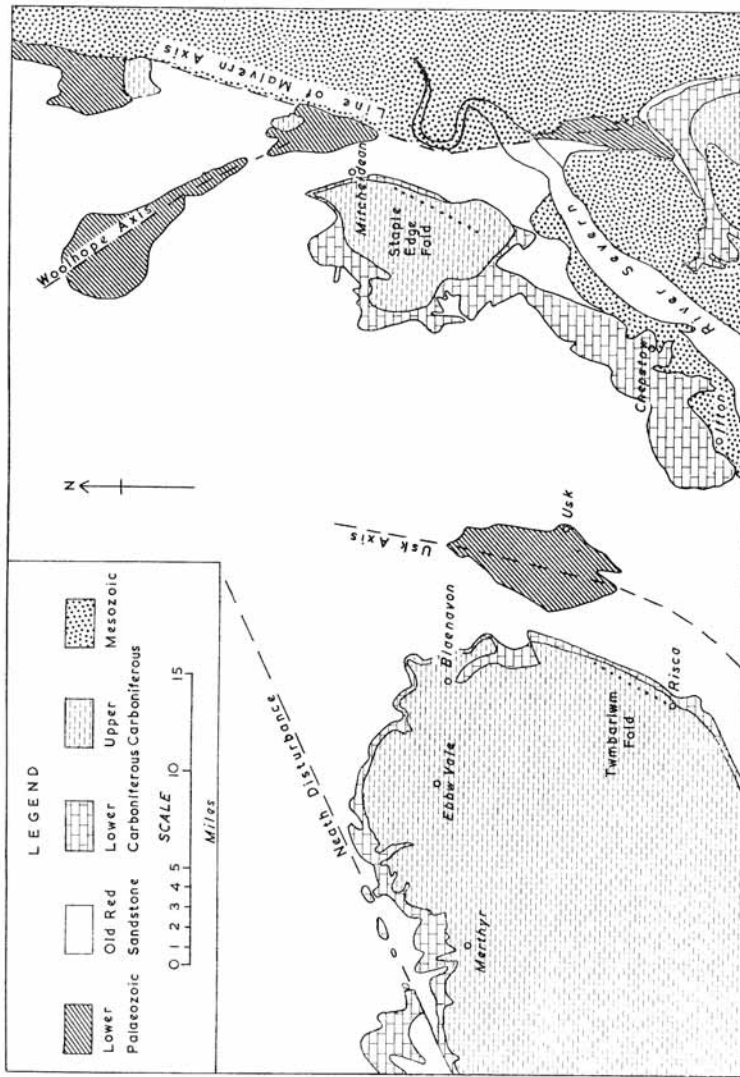 LEGEND
Lower
Palaeozoic
Old Red
Sandstone
Lower
Carboniferous
Upper
Carboniferous
Mesozoic
0 1 2 3 4 5 10 15
SCALE
Miles
N
Neath Disturbance
Usk Axis
Woolhope Axis
Line of Malvern Axis
Mitcheldean
Staple
Edge
Fold
River Severn
Chepstow
Ifton
Usk
Blaenavon
Ebbw Vale
Merthyr
Twmbarlwm
Fold
Risca